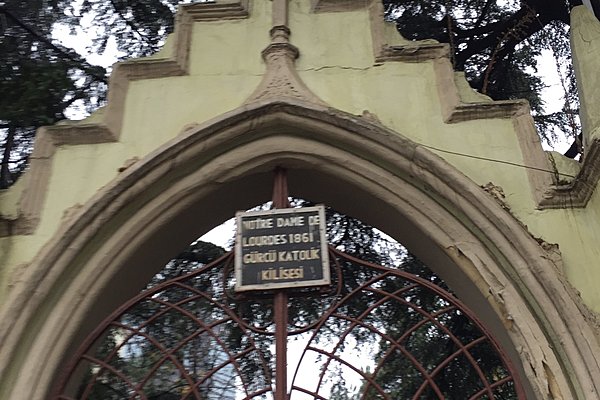 NOTRE DAME DE
LOURDES 1861
GÜRCÜ KATOLİK
KİLİSESİ